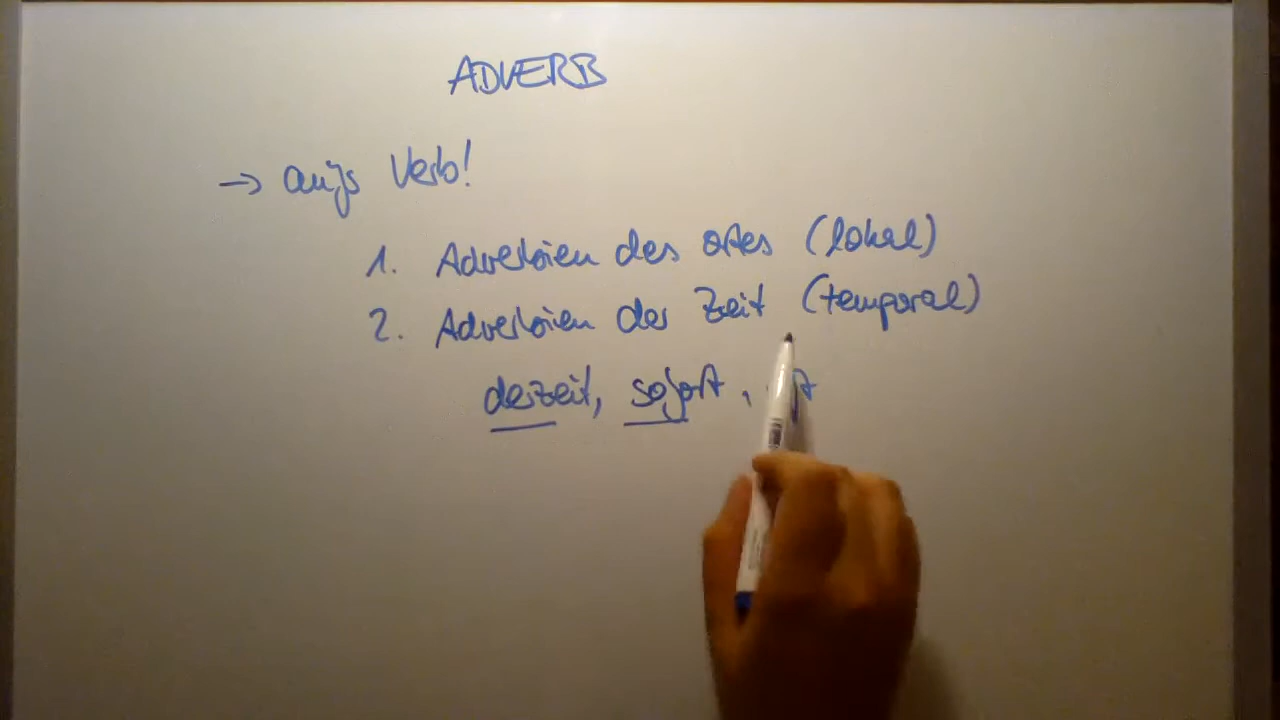 ADVERB
→ aufs Verb!
1. Adverbien des Ortes (lokal)
2. Adverbien der Zeit (temporal)
derzeit, sofort,